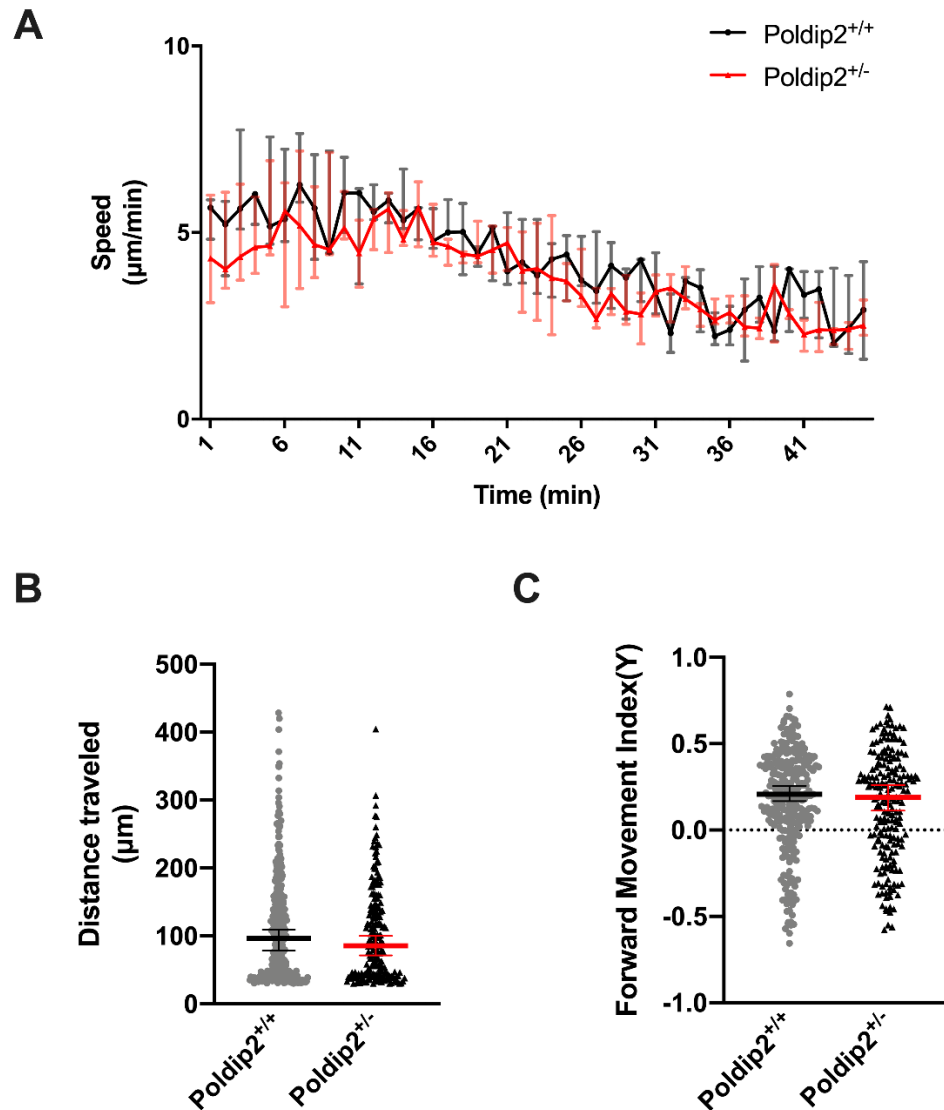 A
Poldip2+/+
Poldip2+/-
10
5
0
Speed
(µm/min)
1
6
11
16
21
26
31
36
41
Time (min)
B
500
400
300
200
100
0
Distance traveled
(µm)
Poldip2+/+
Poldip2+/-
C
1.0
0.5
0.0
-0.5
-1.0
Forward Movement Index(Y)
Poldip2+/+
Poldip2+/-